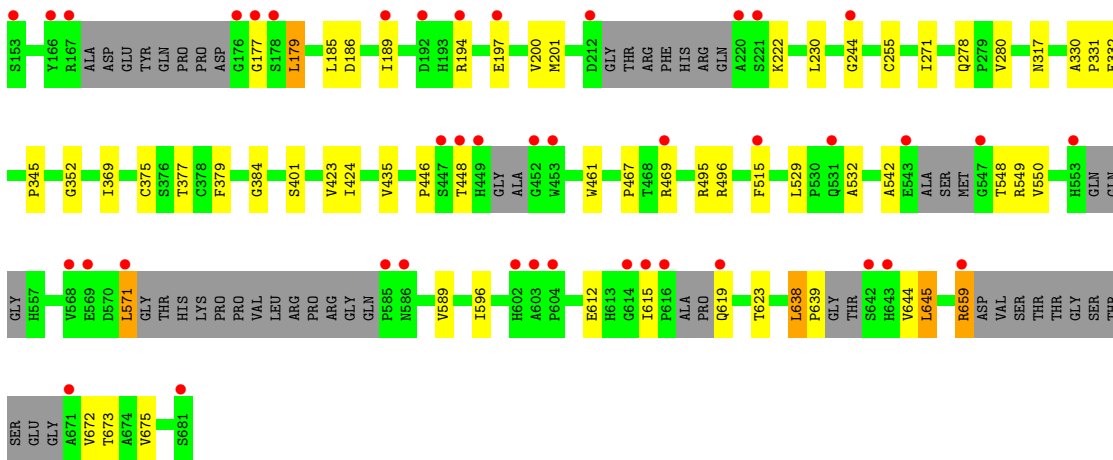 S153 Y166 R167 ALA ASP GLU TYR GLN PRO PRO ASP G176 G177 S178 L179 L185 D186 I189 D192 H193 R194 E197 V200 M201 D212 GLY THR ARG PHE HIS ARG GLN A220 S221 K222 L230 G244 C255 I271 Q278 P279 V280 N317 A330 P331 E332
P345 G352 I369 C375 S376 T377 C378 F379 G384 S401 V423 I424 V435 P446 S447 T448 H449 GLY ALA G452 W453 W461 P467 T468 R469 R495 R496 F515 L529 P530 Q531 A532 A542 E543 ALA SER MET G547 T548 R549 V550 H553 GLN GLN
GLY H557 V568 E569 D570 L571 GLY THR HIS LYS PRO PRO VAL LEU ARG PRO ARG GLY GLN P585 N586 V589 I596 H602 A603 P604 E612 H613 G614 I615 P616 ALA PRO Q619 T623 L638 P639 GLY THR S642 H643 V644 L645 R659 ASP VAL SER THR THR GLY SER THR
SER GLU GLY A671 V672 T673 A674 V675 S681